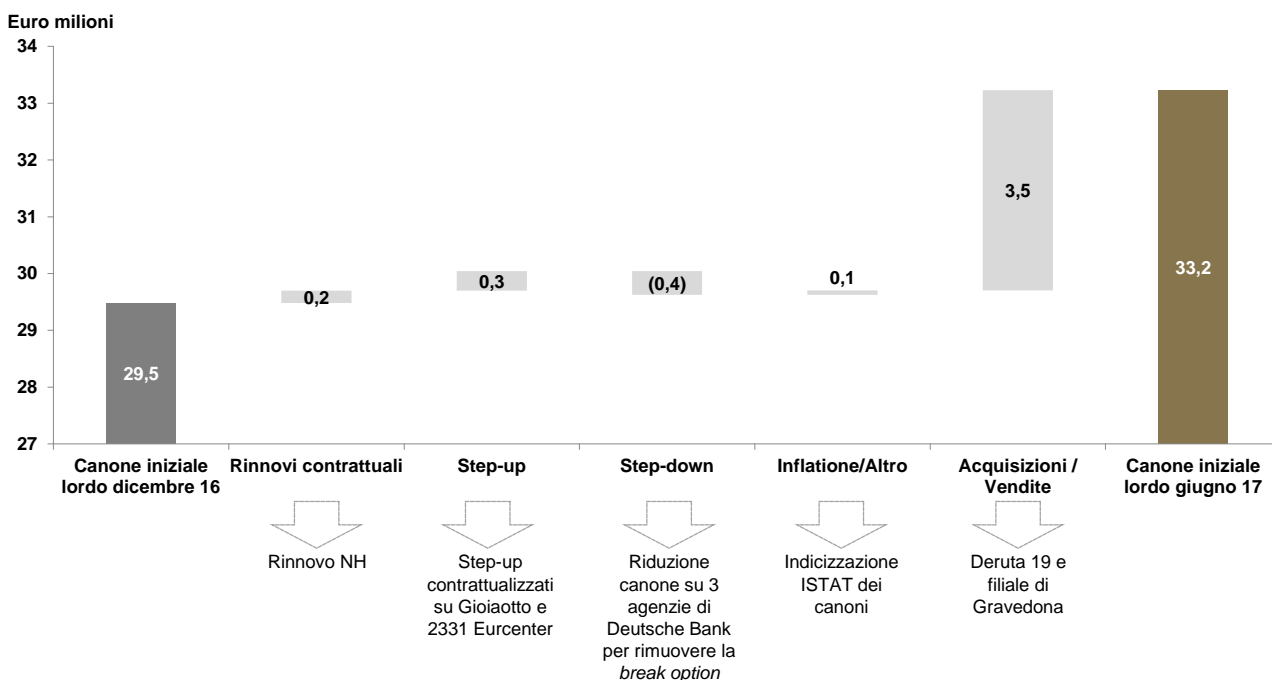 Euro milioni
34
33
32
31
30
29
28
27
29,5
0,2
0,3
(0,4)
0,1
3,5
33,2
Canone iniziale
lordo dicembre 16
Rinnovi contrattuali
Step-up
Step-down
Inflatione/Altro
Acquisizioni /
Vendite
Canone iniziale
lordo giugno 17
Rinnovo NH
Step-up
contrattualizzati
su Gioiaotto e
2331 Eurcenter
Riduzione
canone su 3
agenzie di
Deutsche Bank
per rimuovere la
break option
Indicizzazione
ISTAT dei
canoni
Deruta 19 e
filiale di
Gravedona